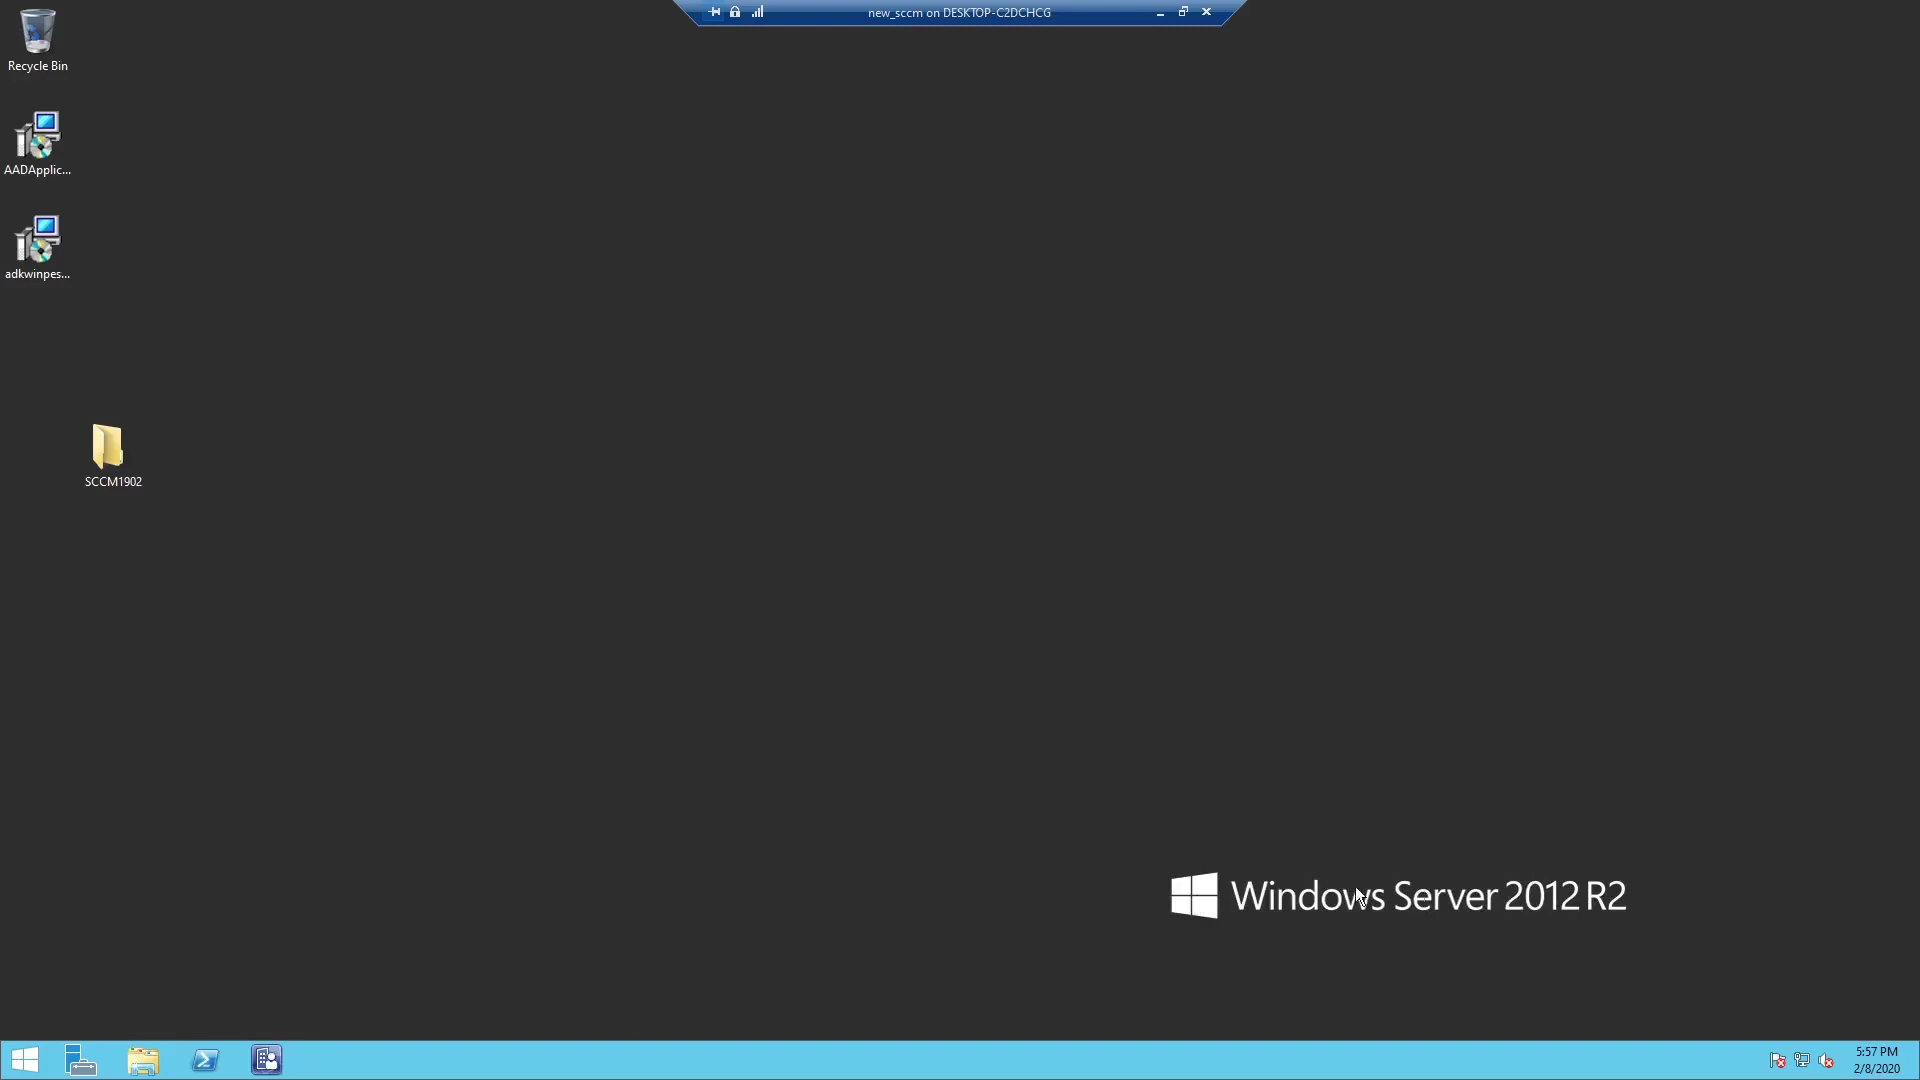 new_sccm on DESKTOP-C2DCHCG
Recycle Bin
AADApplic...
adkwinpes...
SCCM1902
Windows Server 2012 R2
5:57 PM
2/8/2020